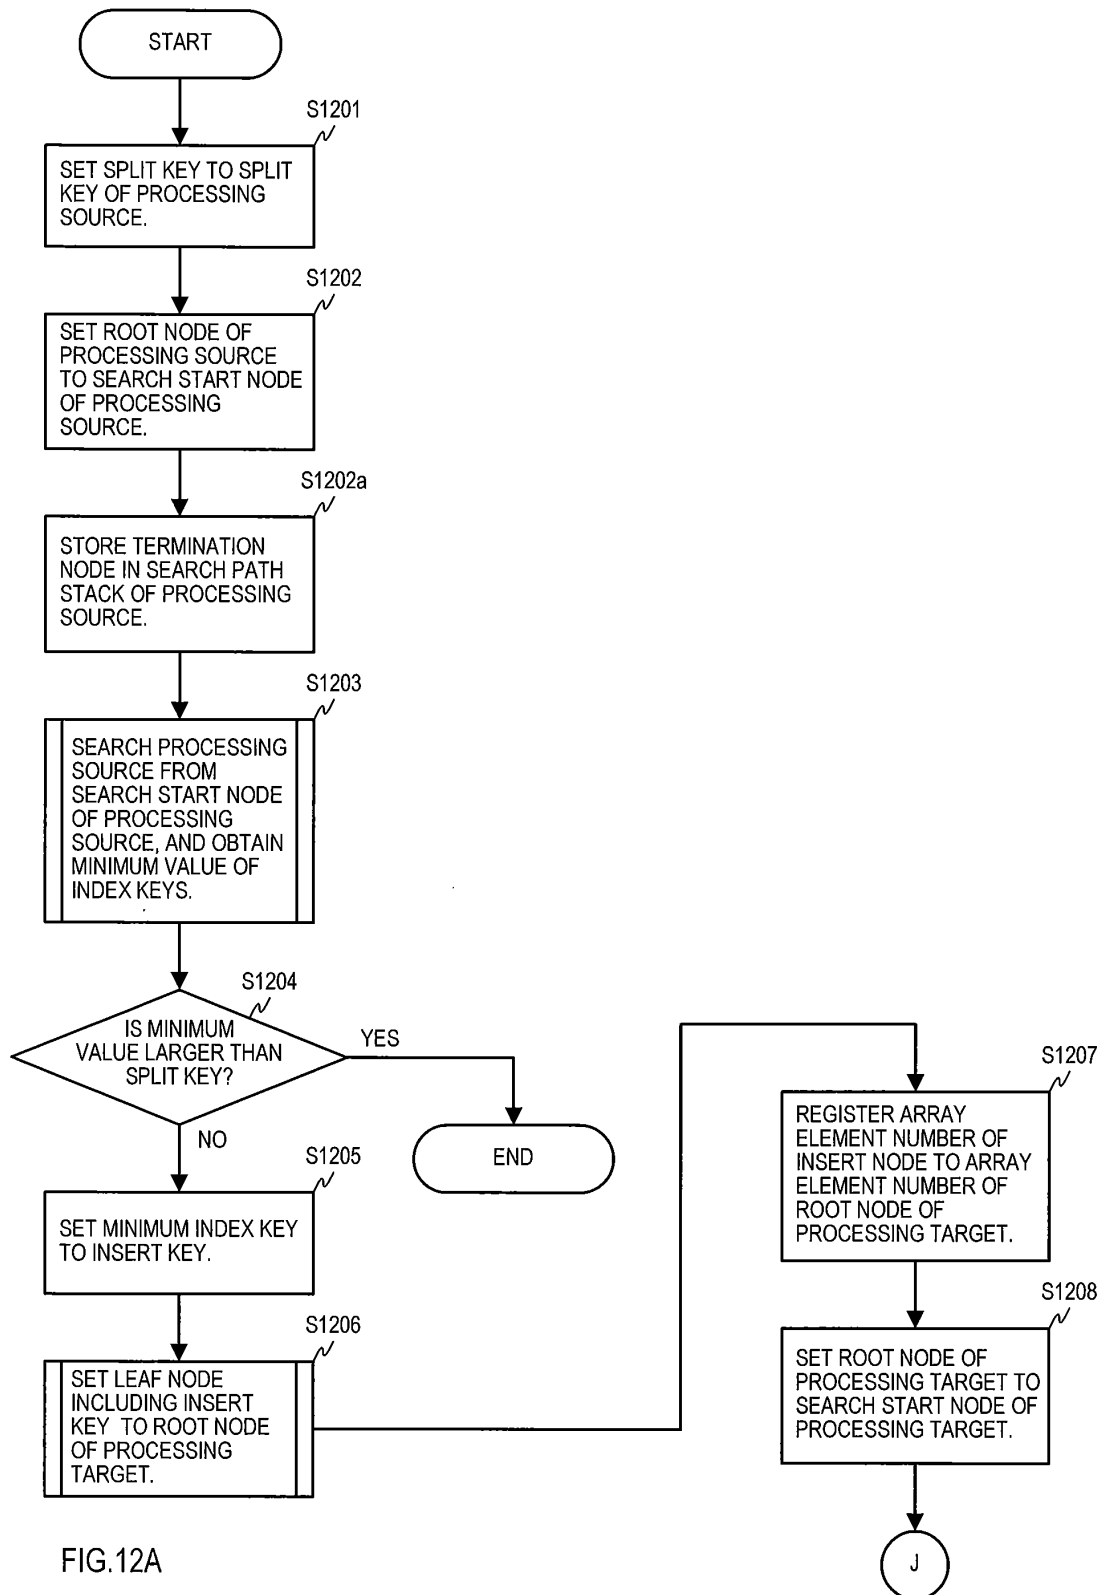 START
S1201
SET SPLIT KEY TO SPLIT
KEY OF PROCESSING
SOURCE.
S1202
SET ROOT NODE OF
PROCESSING SOURCE
TO SEARCH START NODE
OF PROCESSING
SOURCE.
S1202a
STORE TERMINATION
NODE IN SEARCH PATH
STACK OF PROCESSING
SOURCE.
S1203
SEARCH PROCESSING
SOURCE FROM
SEARCH START NODE
OF PROCESSING
SOURCE, AND OBTAIN
MINIMUM VALUE OF
INDEX KEYS.
S1204
IS MINIMUM
VALUE LARGER THAN
SPLIT KEY?
YES
END
NO
S1205
SET MINIMUM INDEX KEY
TO INSERT KEY.
S1206
SET LEAF NODE
INCLUDING INSERT
KEY TO ROOT NODE
OF PROCESSING
TARGET.
S1207
REGISTER ARRAY
ELEMENT NUMBER OF
INSERT NODE TO ARRAY
ELEMENT NUMBER OF
ROOT NODE OF
PROCESSING TARGET.
S1208
SET ROOT NODE OF
PROCESSING TARGET TO
SEARCH START NODE OF
PROCESSING TARGET.
J
FIG.12A